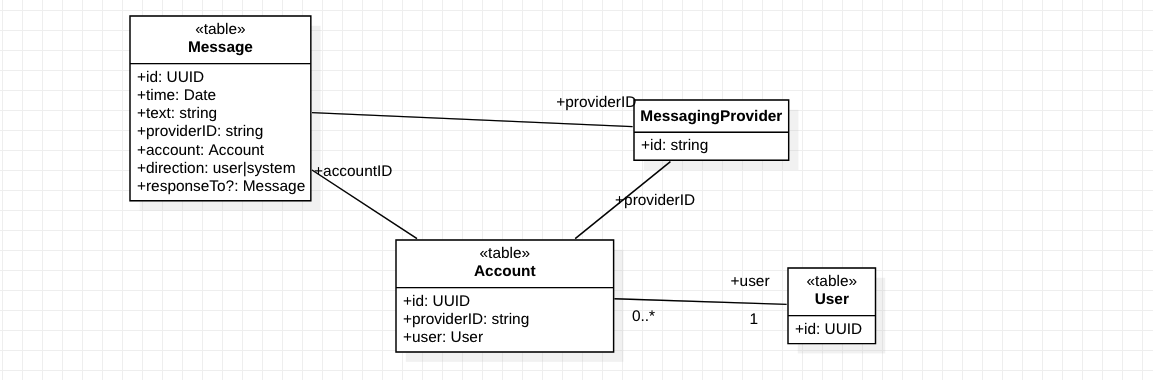 «table»
Message
+id: UUID
+time: Date
+text: string
+providerID: string
+account: Account
+direction: user|system
+responseTo?: Message
+providerID
MessagingProvider
+id: string
+accountID
+providerID
«table»
Account
+id: UUID
+providerID: string
+user: User
+user
0..*
1
«table»
User
+id: UUID